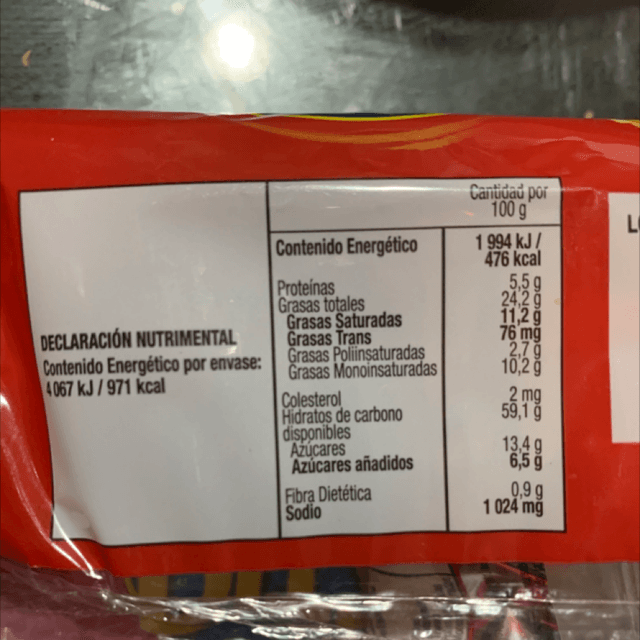 Cantidad por
100 g
Contenido Energético 1 994 kJ /
476 kcal
Proteínas 5,5 g
Grasas totales 24,2 g
Grasas Saturadas 11,2 g
Grasas Trans 76 mg
Grasas Poliinsaturadas 2,7 g
Grasas Monoinsaturadas 10,2 g
Colesterol 2 mg
Hidratos de carbono 59,1 g
disponibles
Azúcares 13,4 g
Azúcares añadidos 6,5 g
Fibra Dietética 0,9 g
Sodio 1 024 mg
DECLARACIÓN NUTRIMENTAL
Contenido Energético por envase:
4 067 kJ / 971 kcal